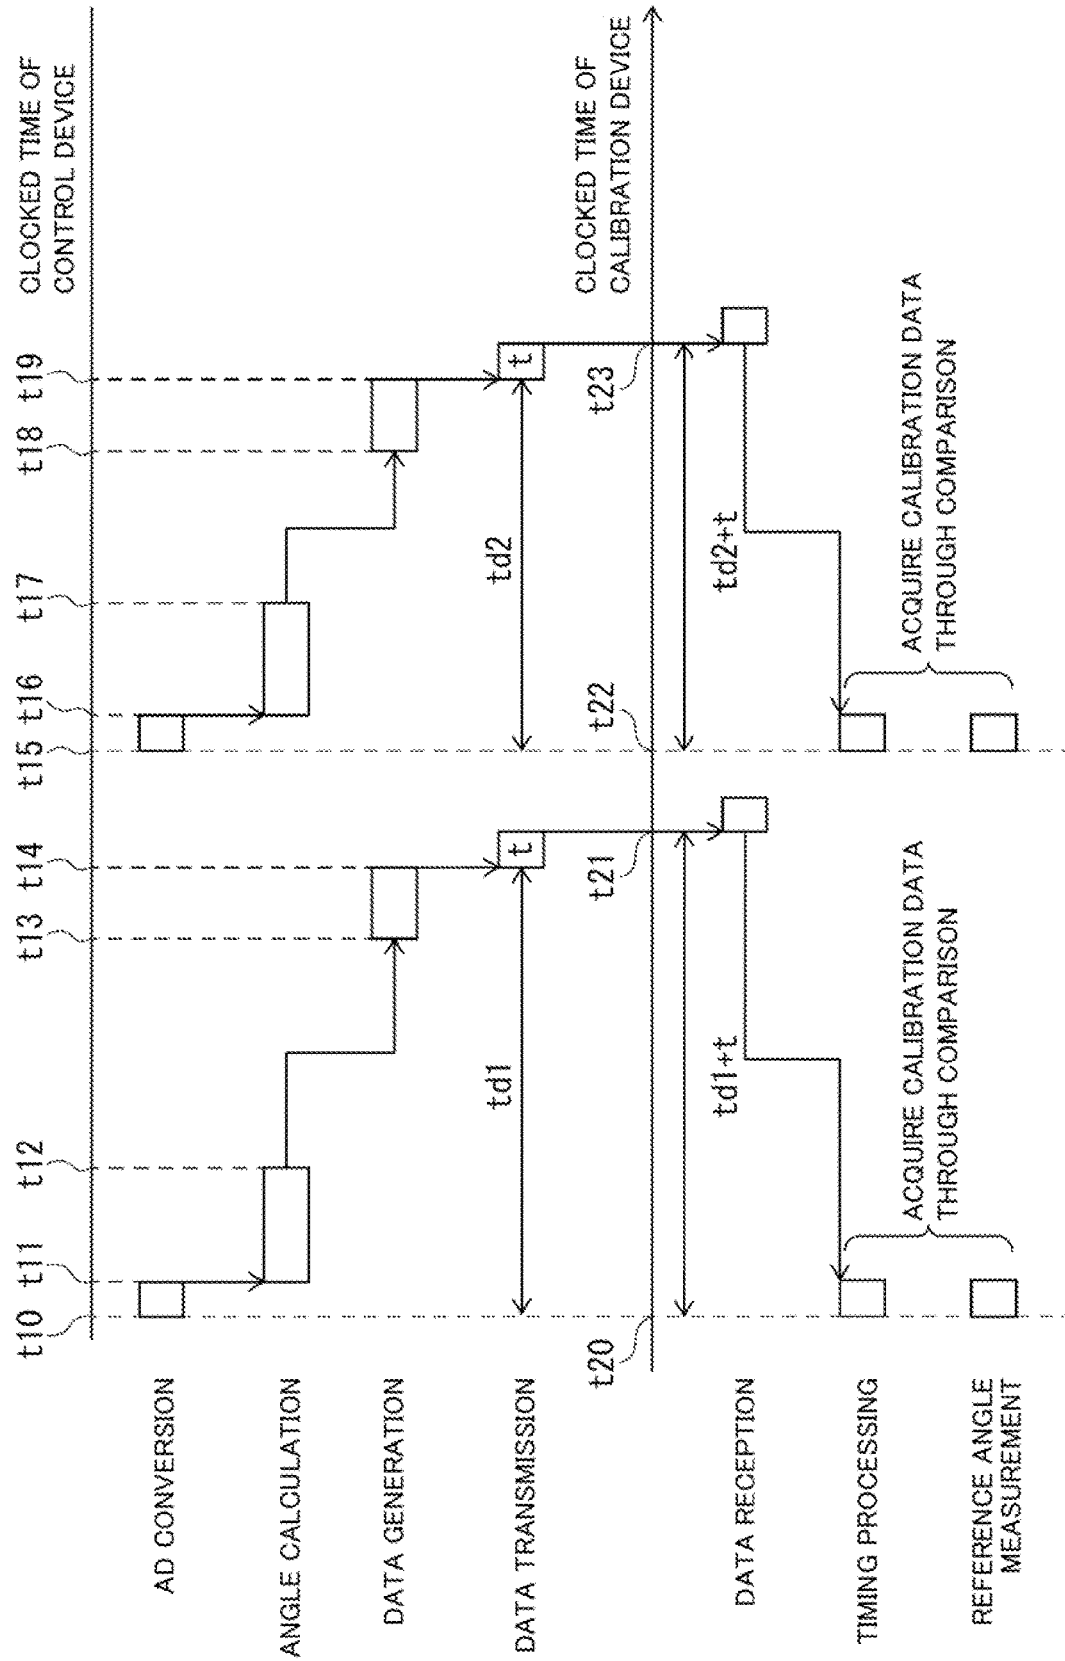 t10
t11
t12
t13
t14
t15
t16
t17
t18
t19
CLOCKED TIME OF
CONTROL DEVICE
AD CONVERSION
ANGLE CALCULATION
DATA GENERATION
DATA TRANSMISSION
td1
t
td2
t
t20
t21
t22
t23
CLOCKED TIME OF
CALIBRATION DEVICE
td1+t
td2+t
DATA RECEPTION
TIMING PROCESSING
ACQUIRE CALIBRATION DATA
THROUGH COMPARISON
ACQUIRE CALIBRATION DATA
THROUGH COMPARISON
REFERENCE ANGLE
MEASUREMENT